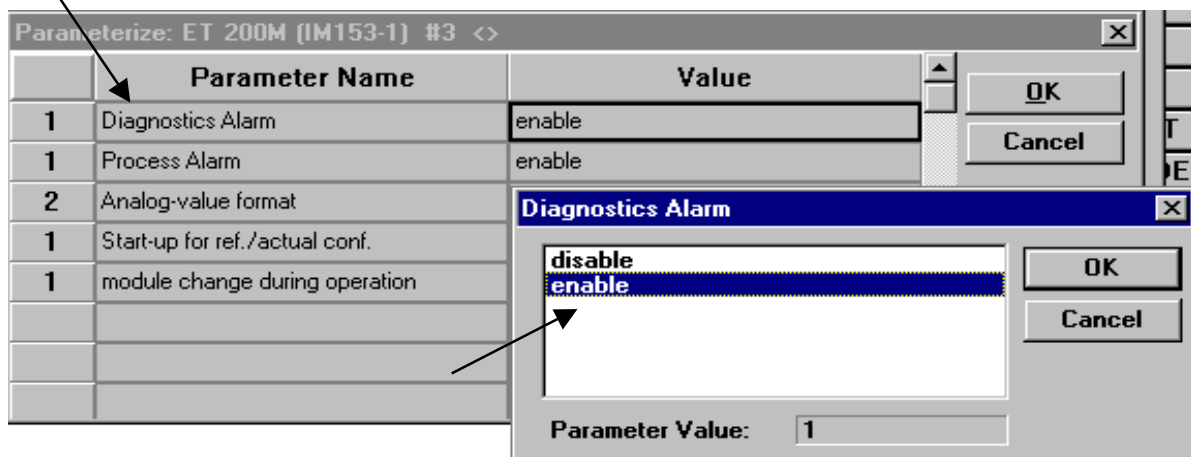 Parameterize: ET 200M (IM153-1) #3 <>
Parameter Name Value
OK
1 Diagnostics Alarm enable
Cancel
1 Process Alarm enable
2 Analog-value format
1 Start-up for ref./actual conf.
1 module change during operation
Diagnostics Alarm
disable
enable
OK
Cancel
Parameter Value: 1